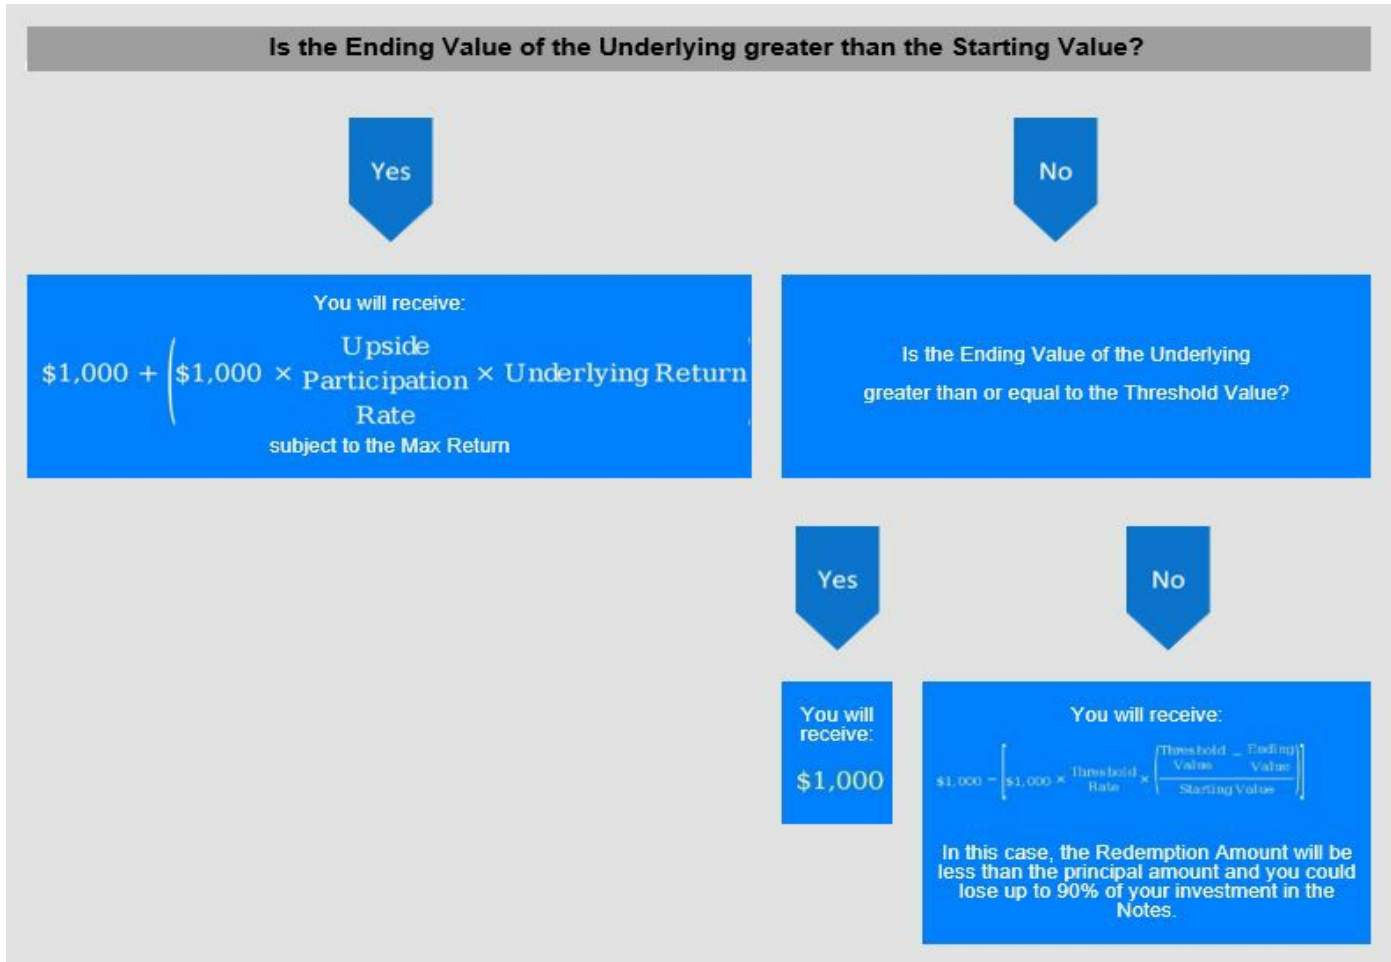 Is the Ending Value of the Underlying greater than the Starting Value?
Yes
No
You will receive:
$1,000 + ($1,000 × Upside Participation Rate × Underlying Return
subject to the Max Return
Is the Ending Value of the Underlying
greater than or equal to the Threshold Value?
Yes
No
You will
receive:
$1,000
You will receive:
$1,000 − [$1,000 × Threshold Rate × ((Threshold Value − Ending Value) / Starting Value)]
In this case, the Redemption Amount will be
less than the principal amount and you could
lose up to 90% of your investment in the
Notes.